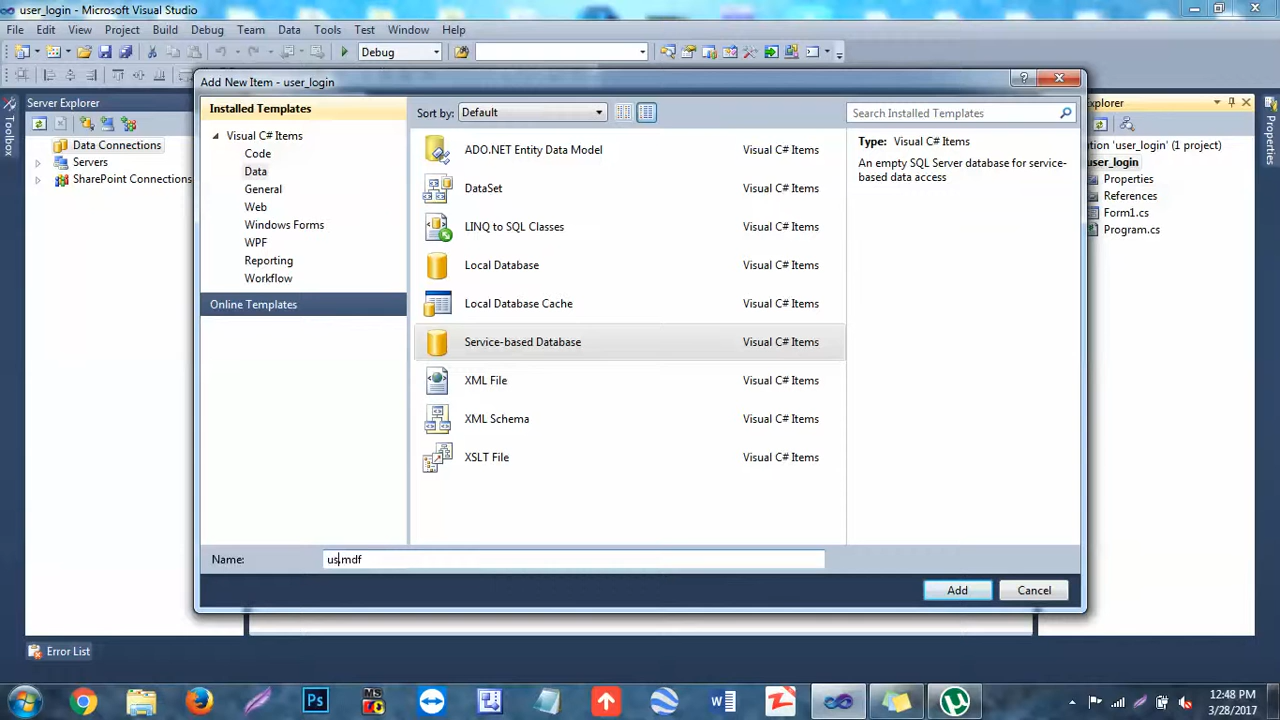 user_login - Microsoft Visual Studio
File Edit View Project Build Debug Team Data Tools Test Window Help
Debug
Add New Item - user_login
Server Explorer
Data Connections
Servers
SharePoint Connections
Toolbox
Installed Templates
Visual C# Items
Code
Data
General
Web
Windows Forms
WPF
Reporting
Workflow
Online Templates
Sort by: Default
ADO.NET Entity Data Model Visual C# Items
DataSet Visual C# Items
LINQ to SQL Classes Visual C# Items
Local Database Visual C# Items
Local Database Cache Visual C# Items
Service-based Database Visual C# Items
XML File Visual C# Items
XML Schema Visual C# Items
XSLT File Visual C# Items
Search Installed Templates
Type: Visual C# Items
An empty SQL Server database for service-
based data access
Name: us.mdf
Add Cancel
Explorer
ution 'user_login' (1 project)
user_login
Properties
References
Form1.cs
Program.cs
Properties
Error List
Ps
MS
W
12:48 PM
3/28/2017